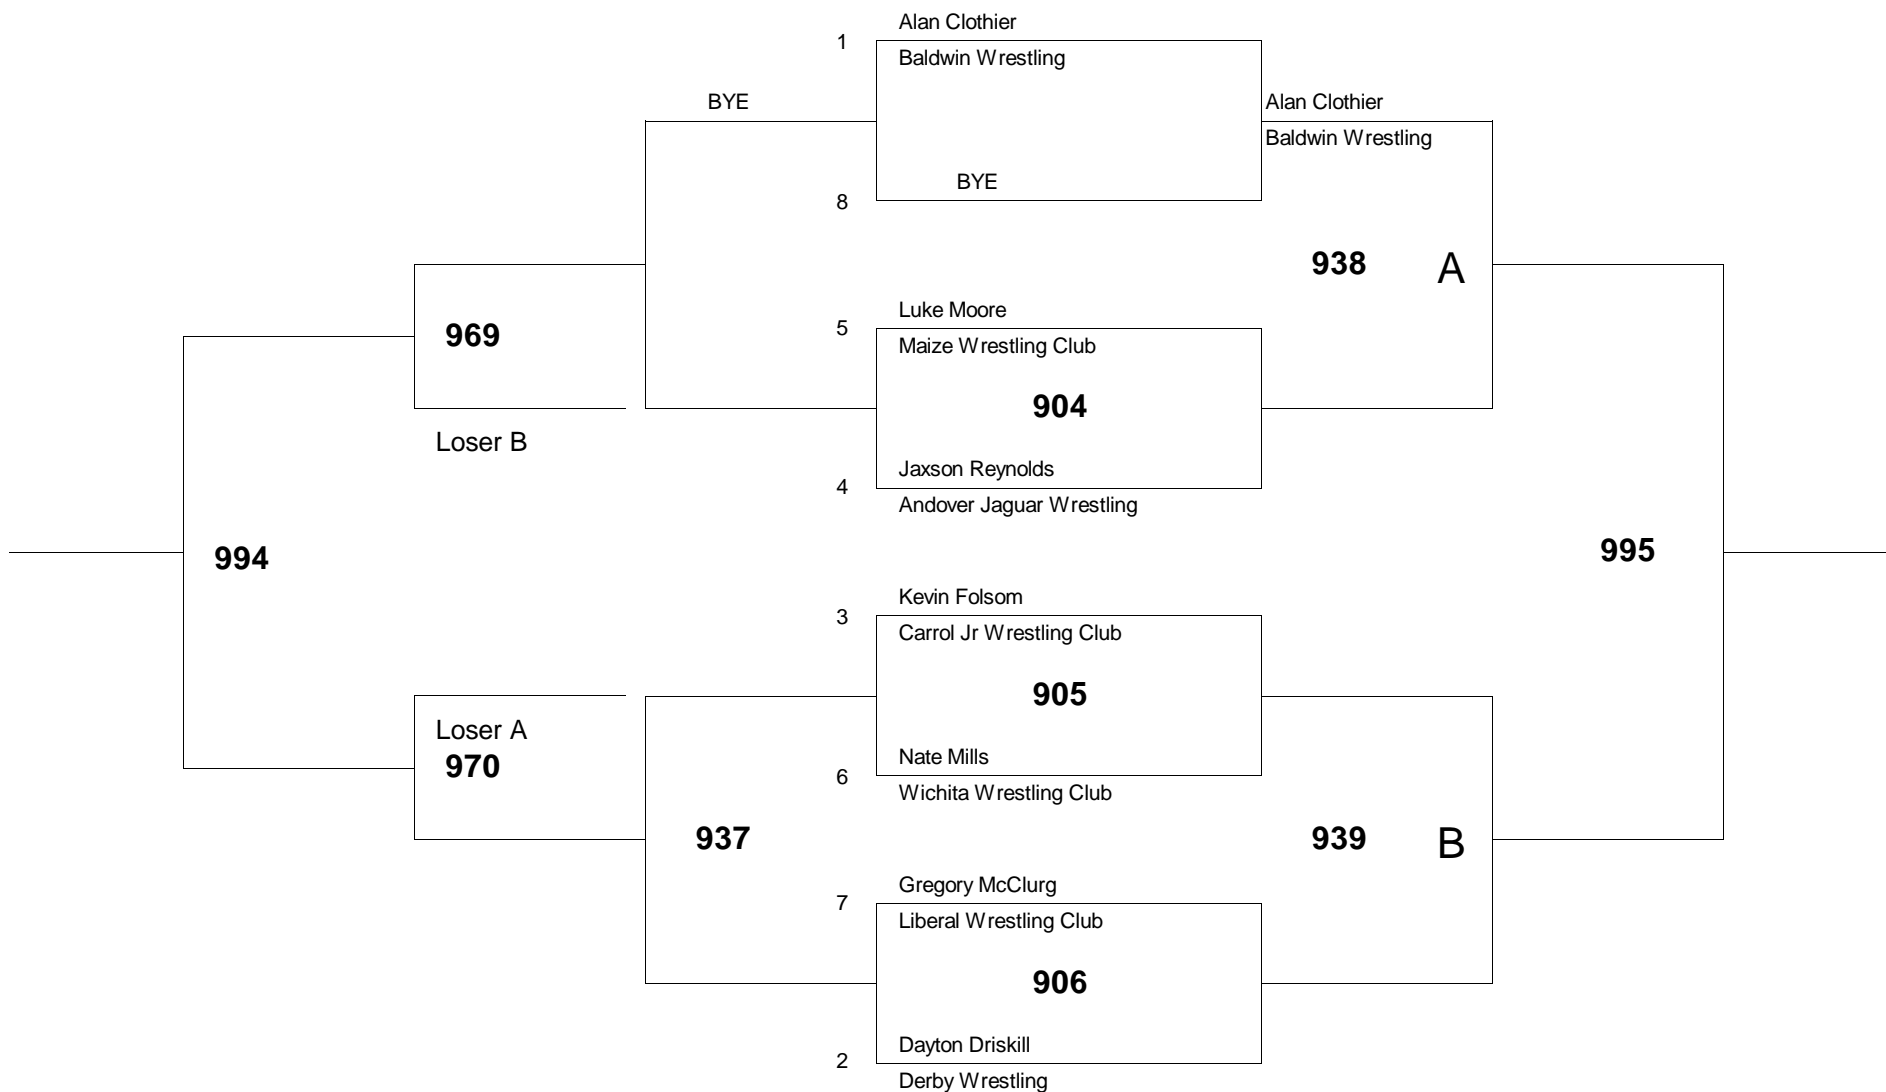 Alan Clothier
1
Baldwin Wrestling
BYE
Alan Clothier
Baldwin Wrestling
BYE
8
938
A
Luke Moore
5
969
Maize Wrestling Club
904
Loser B
Jaxson Reynolds
4
Andover Jaguar Wrestling
994
995
Kevin Folsom
3
Carrol Jr Wrestling Club
905
Loser A
970
Nate Mills
6
Wichita Wrestling Club
937
939
B
Gregory McClurg
7
Liberal Wrestling Club
906
Dayton Driskill
2
Derby Wrestling